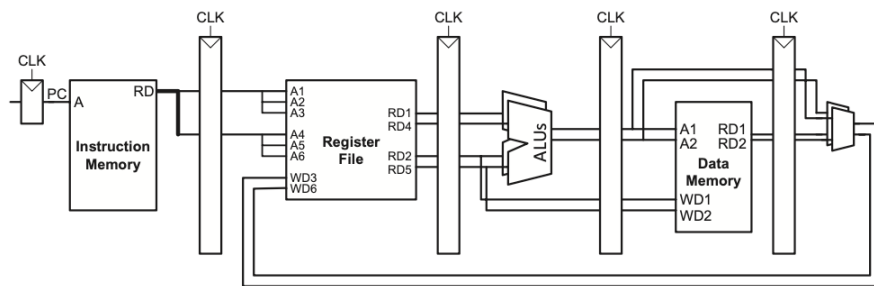 CLK
CLK
CLK
CLK
CLK
PC
A
RD
Instruction
Memory
A1
A2
A3
A4
A5
A6
WD3
WD6
Register
File
RD1
RD4
RD2
RD5
ALUs
A1
A2
RD1
RD2
Data
Memory
WD1
WD2